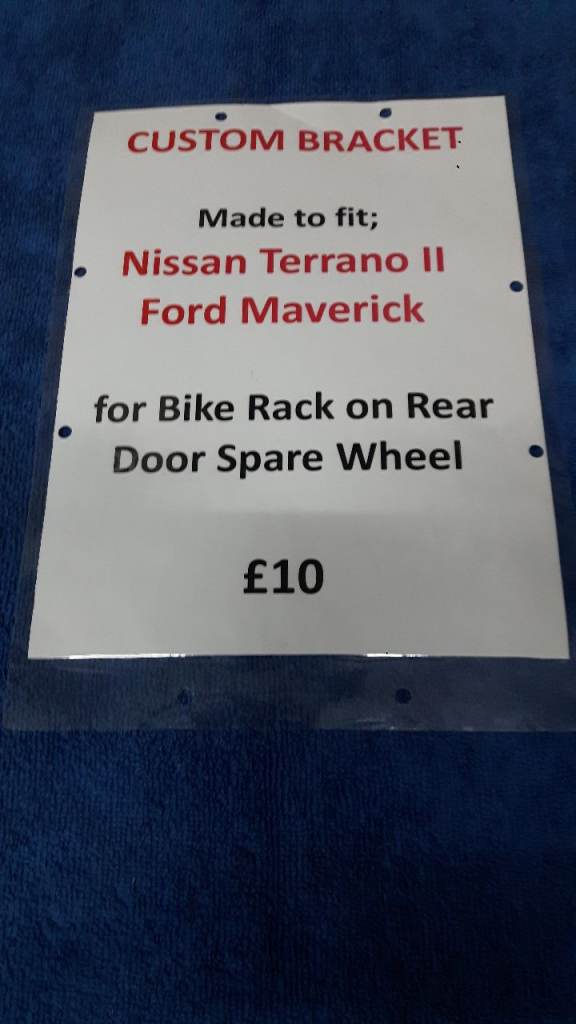 CUSTOM BRACKET
Made to fit;
Nissan Terrano II
Ford Maverick
for Bike Rack on Rear
Door Spare Wheel
£10